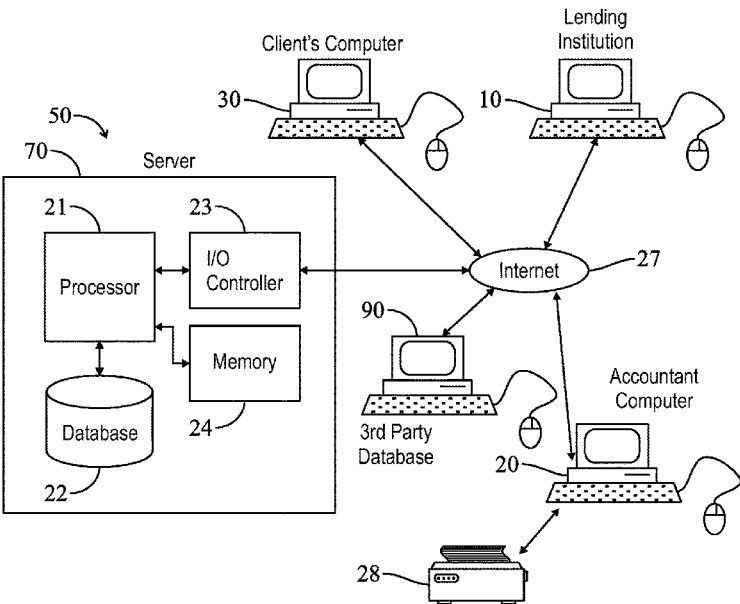 Client's Computer
30
Lending
Institution
10
50
70
Server
21
Processor
23
I/O
Controller
Internet
27
Memory
24
Database
22
90
3rd Party
Database
Accountant
Computer
20
28